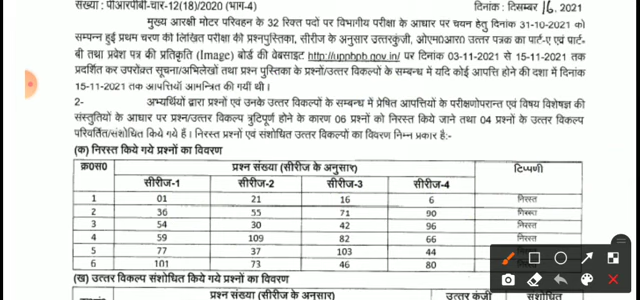 संख्या : पीआरपीबी-चार-12(18)/2020 (भाग-4) दिनांक : दिसम्बर 16, 2021
मुख्य आरक्षी मोटर परिवहन के 32 रिक्त पदों पर विभागीय परीक्षा के आधार पर चयन हेतु दिनांक 31-10-2021 को
सम्पन्न हुई प्रथम चरण की लिखित परीक्षा की प्रश्नपुस्तिका, सीरीज के अनुसार उत्तरकुंजी, ओ०एम०आर० उत्तर पत्रक का पार्ट-ए एवं पार्ट-
बी तथा प्रवेश पत्र की प्रतिकृति (Image) बोर्ड की वेबसाइट http://uppbpb.gov.in/ पर दिनांक 03-11-2021 से 15-11-2021 तक
प्रदर्शित कर उपरोक्त सूचना/अभिलेखों तथा प्रश्न पुस्तिका के प्रश्नों/उत्तर विकल्पों के सम्बन्ध में यदि कोई आपत्ति होने की दशा में दिनांक
15-11-2021 तक आपत्तियाँ आमन्त्रित की गयी थी।
2- अभ्यर्थियों द्वारा प्रश्नों एवं उनके उत्तर विकल्पों के सम्बन्ध में प्रेषित आपत्तियों के परीक्षणोपरान्त एवं विषय विशेषज्ञ की
संस्तुतियों के आधार पर प्रश्न/उत्तर विकल्प त्रुटिपूर्ण होने के कारण 06 प्रश्नों को निरस्त किये जाने तथा 04 प्रश्नों के उत्तर विकल्प
परिवर्तित/संशोधित किये गये है। निरस्त प्रश्नों एवं संशोधित उत्तर विकल्पों का विवरण निम्न प्रकार है:-
(क) निरस्त किये गये प्रश्नों का विवरण
क्र०स० प्रश्न संख्या (सीरीज के अनुसार) टिप्पणी
सीरीज-1 सीरीज-2 सीरीज-3 सीरीज-4
1 01 21 16 6 निरस्त
2 36 55 71 90 निरस्त
3 54 30 42 96 निरस्त
4 59 109 82 66
5 77 37 103 44
6 101 73 46 80
(ख) उत्तर विकल्प संशोधित किये गये प्रश्नों का विवरण
प्रश्न संख्या (सीरीज के अनुसार) उत्तर कुंजी संशोधित